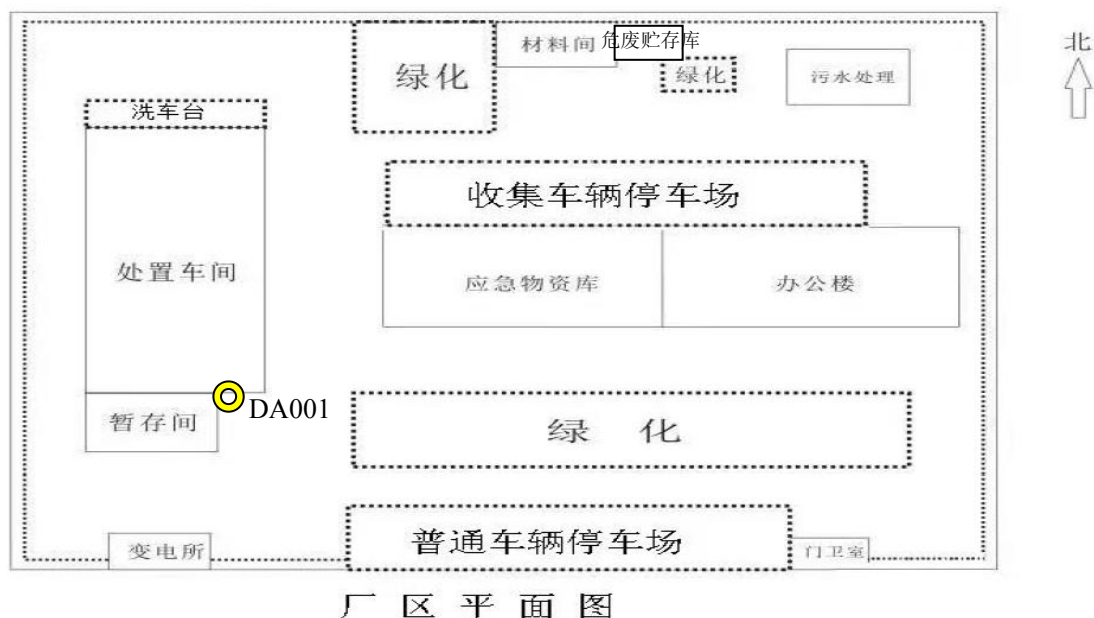 材料间
危废贮存库
北
绿化
绿化
污水处理
洗车台
收集车辆停车场
处置车间
应急物资库
办公楼
DA001
暂存间
绿 化
变电所
普通车辆停车场
门卫室
厂区平面图